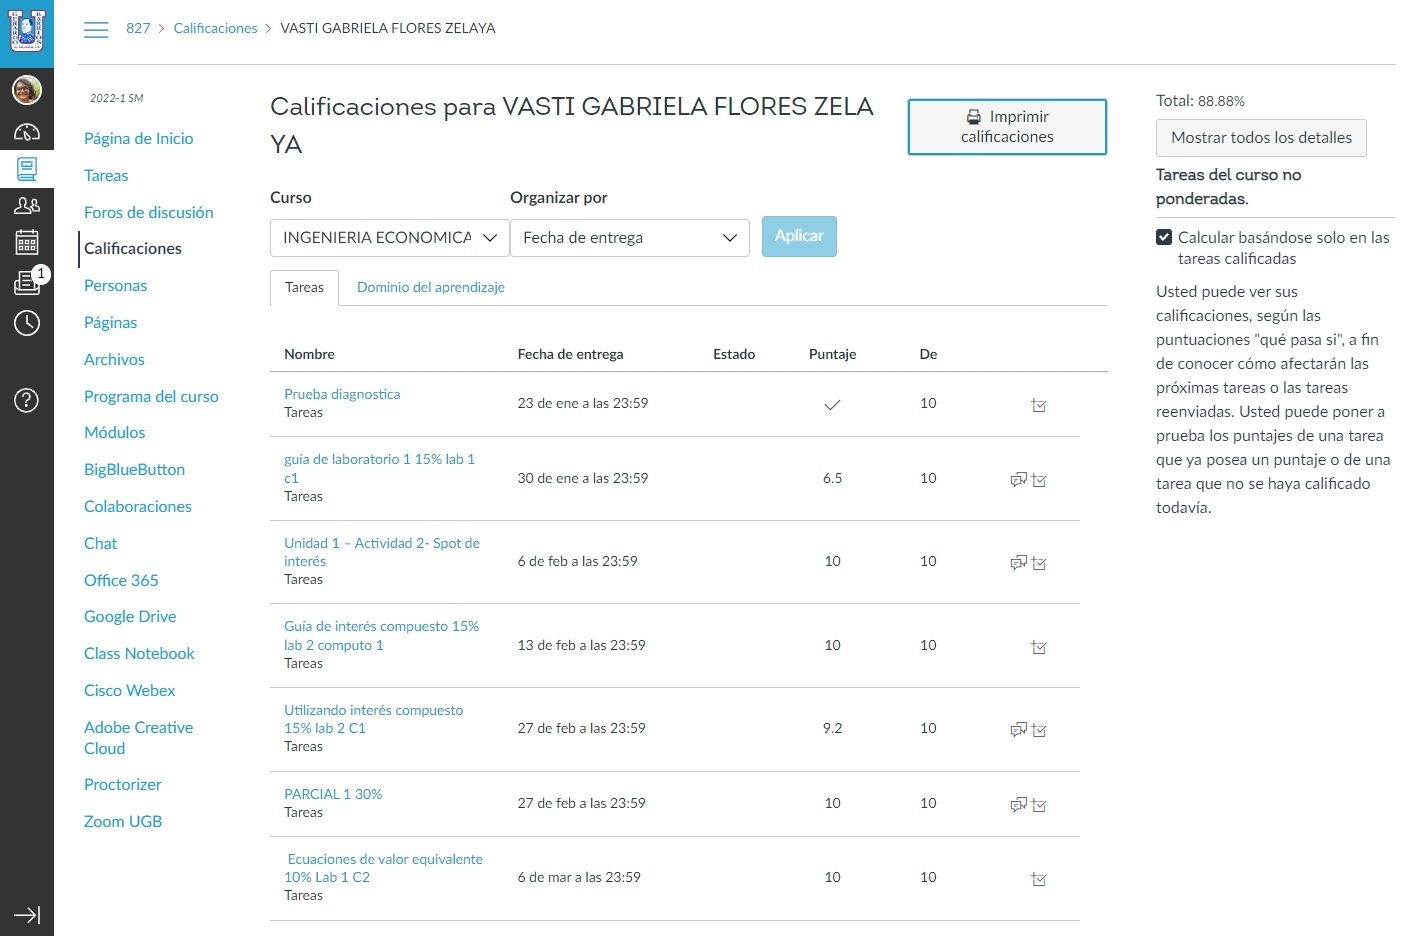 827 > Calificaciones > VASTI GABRIELA FLORES ZELAYA
1
2022-1 SM
Página de Inicio
Tareas
Foros de discusión
Calificaciones
Personas
Páginas
Archivos
Programa del curso
Módulos
BigBlueButton
Colaboraciones
Chat
Office 365
Google Drive
Class Notebook
Cisco Webex
Adobe Creative
Cloud
Proctorizer
Zoom UGB
Calificaciones para VASTI GABRIELA FLORES ZELA
YA
Imprimir
calificaciones
Curso
Organizar por
INGENIERIA ECONOMICA
Fecha de entrega
Aplicar
Tareas
Dominio del aprendizaje
Nombre Fecha de entrega Estado Puntaje De
Prueba diagnostica
Tareas
23 de ene a las 23:59 10
guía de laboratorio 1 15% lab 1
c1
Tareas
30 de ene a las 23:59 6.5 10
Unidad 1 – Actividad 2- Spot de
interés
Tareas
6 de feb a las 23:59 10 10
Guía de interés compuesto 15%
lab 2 computo 1
Tareas
13 de feb a las 23:59 10 10
Utilizando interés compuesto
15% lab 2 C1
Tareas
27 de feb a las 23:59 9.2 10
PARCIAL 1 30%
Tareas
27 de feb a las 23:59 10 10
Ecuaciones de valor equivalente
10% Lab 1 C2
Tareas
6 de mar a las 23:59 10 10
Total: 88.88%
Mostrar todos los detalles
Tareas del curso no
ponderadas.
Calcular basándose solo en las
tareas calificadas
Usted puede ver sus
calificaciones, según las
puntuaciones "qué pasa si", a fin
de conocer cómo afectarán las
próximas tareas o las tareas
reenviadas. Usted puede poner a
prueba los puntajes de una tarea
que ya posea un puntaje o de una
tarea que no se haya calificado
todavía.